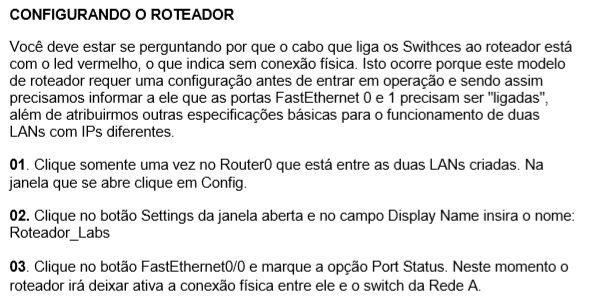 CONFIGURANDO O ROTEADOR
Você deve estar se perguntando por que o cabo que liga os Swithces ao roteador está
com o led vermelho, o que indica sem conexão física. Isto ocorre porque este modelo
de roteador requer uma configuração antes de entrar em operação e sendo assim
precisamos informar a ele que as portas FastEthernet 0 e 1 precisam ser "ligadas",
além de atribuirmos outras especificações básicas para o funcionamento de duas
LANs com IPs diferentes.
01. Clique somente uma vez no Router0 que está entre as duas LANs criadas. Na
janela que se abre clique em Config.
02. Clique no botão Settings da janela aberta e no campo Display Name insira o nome:
Roteador_Labs
03. Clique no botão FastEthernet0/0 e marque a opção Port Status. Neste momento o
roteador irá deixar ativa a conexão física entre ele e o switch da Rede A.